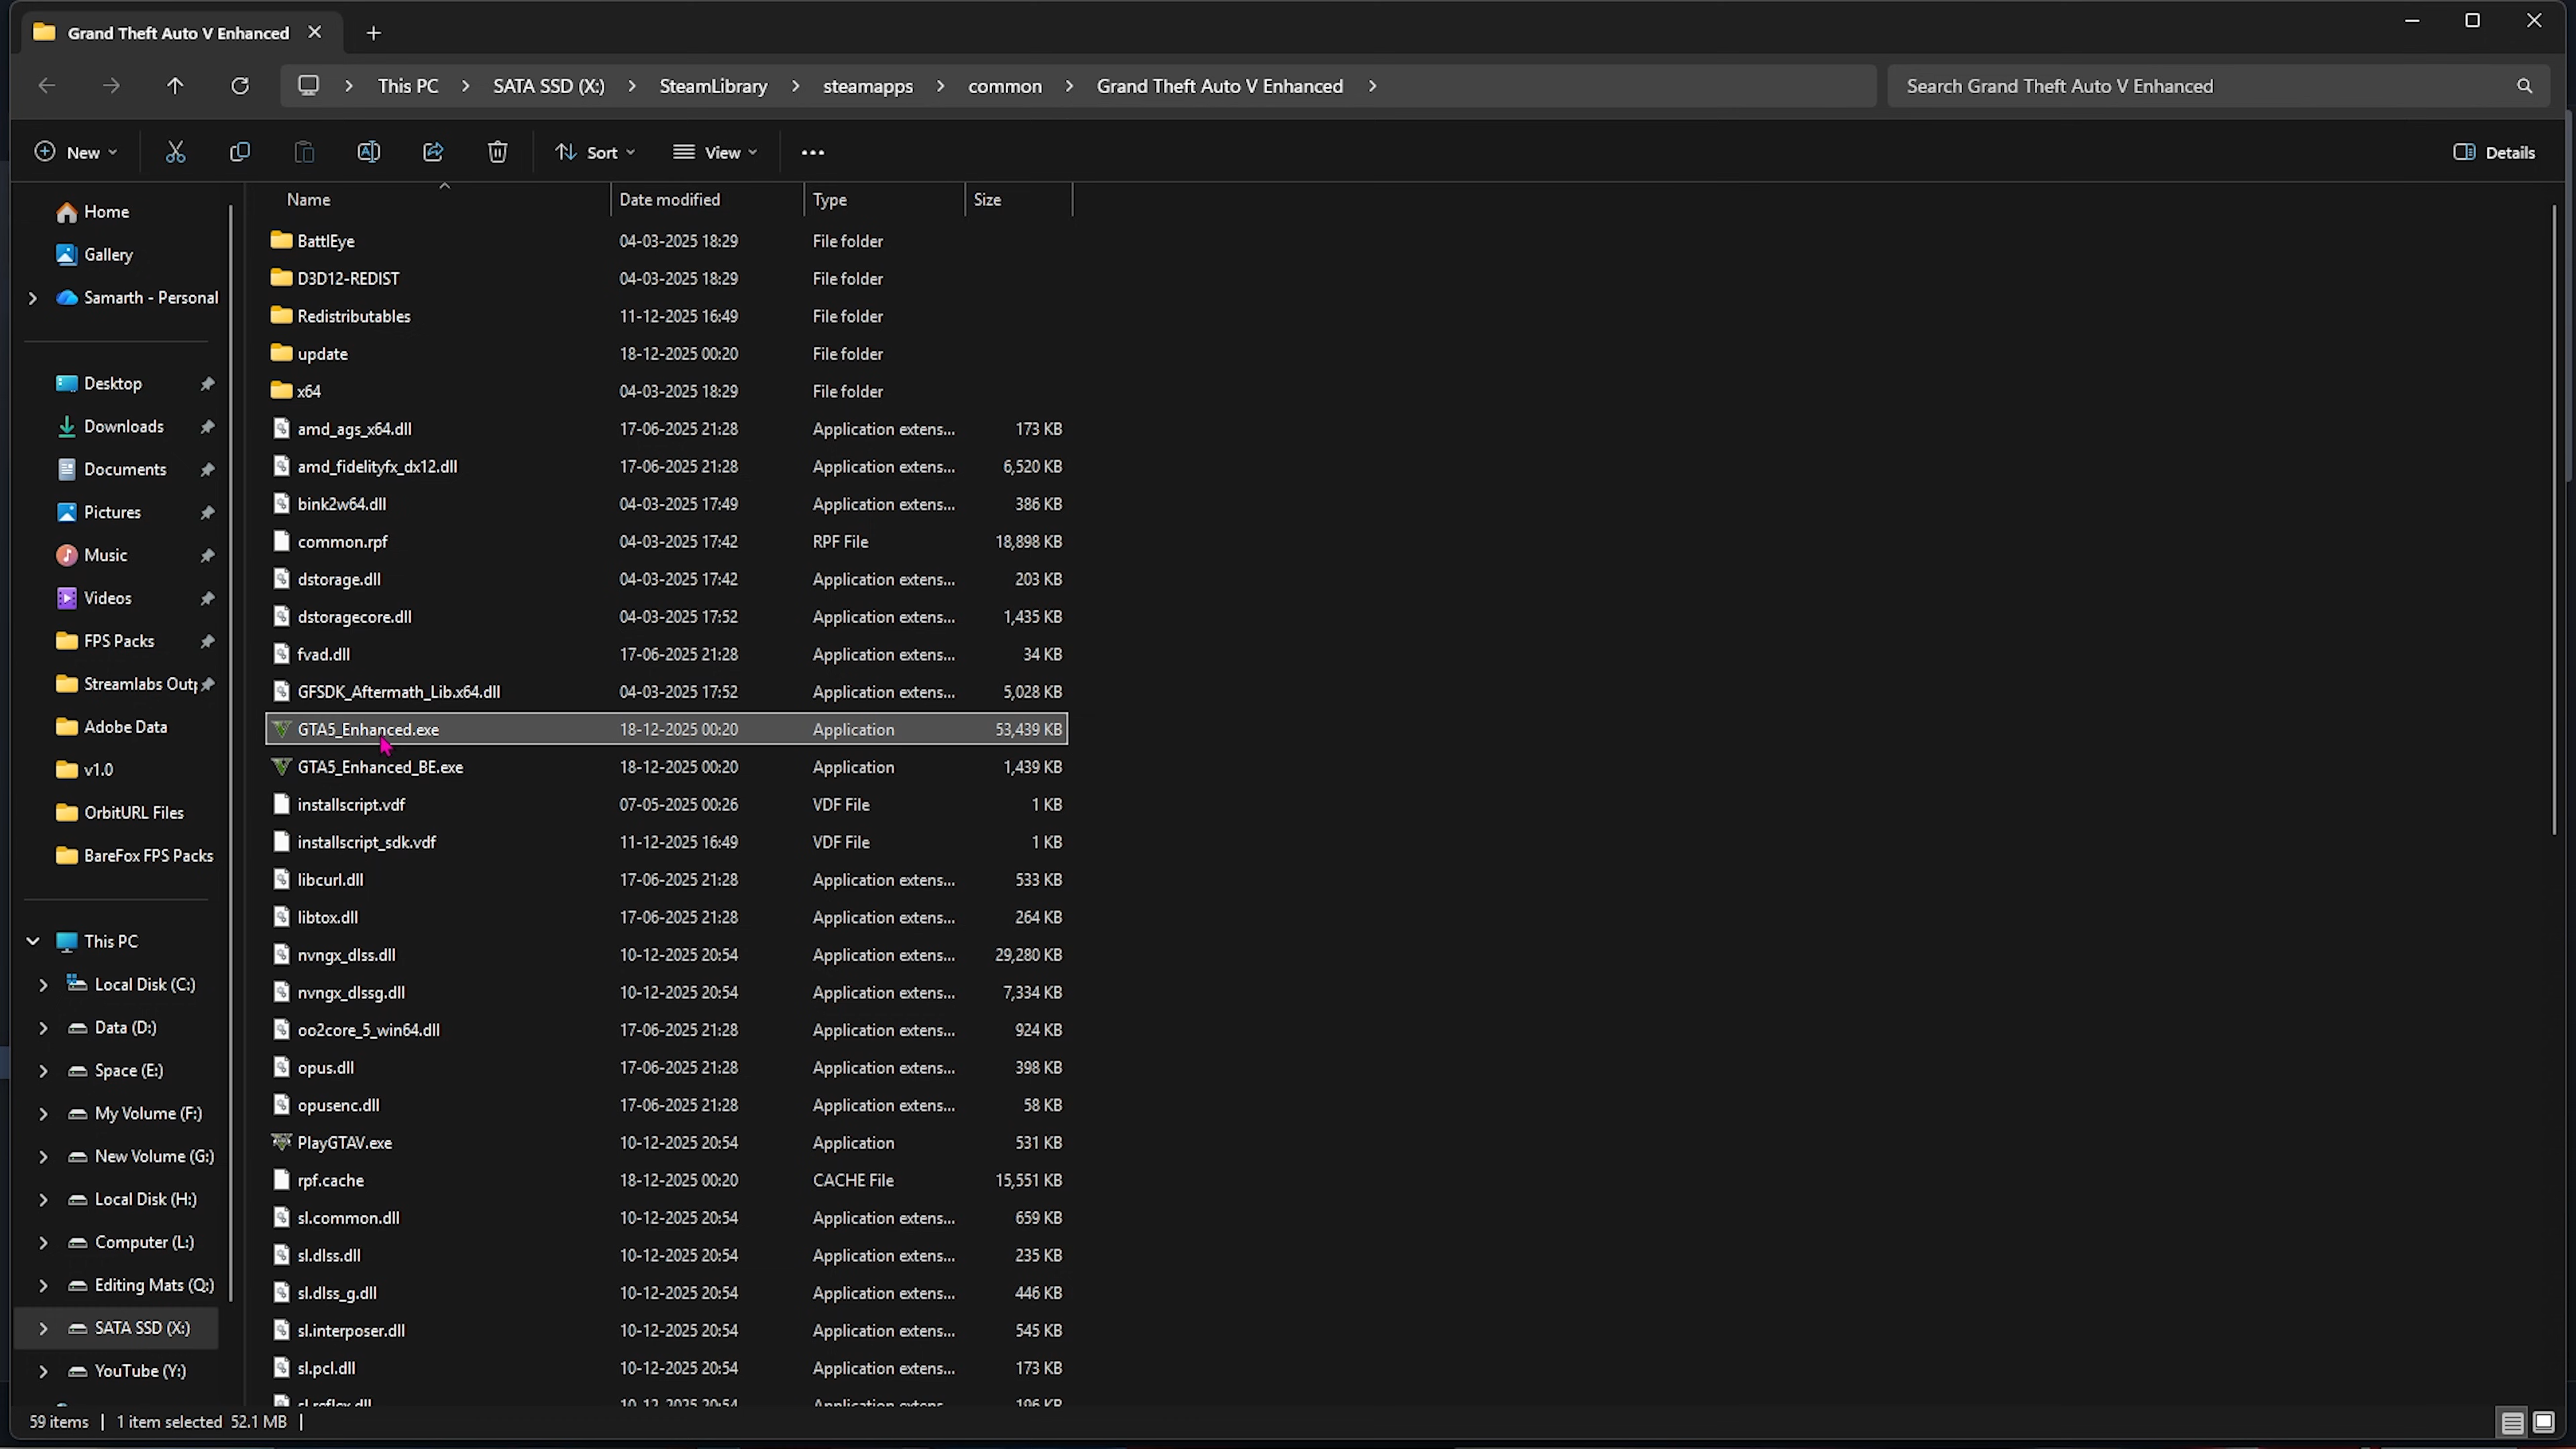 Grand Theft Auto V Enhanced
This PC > SATA SSD (X:) > SteamLibrary > steamapps > common > Grand Theft Auto V Enhanced >
Search Grand Theft Auto V Enhanced
New
Sort
View
Details
Home
Gallery
Samarth - Personal
Desktop
Downloads
Documents
Pictures
Music
Videos
FPS Packs
Streamlabs Outp
Adobe Data
v1.0
OrbitURL Files
BareFox FPS Packs
This PC
Local Disk (C:)
Data (D:)
Space (E:)
My Volume (F:)
New Volume (G:)
Local Disk (H:)
Computer (L:)
Editing Mats (Q:)
SATA SSD (X:)
YouTube (Y:)
Name Date modified Type Size
BattlEye 04-03-2025 18:29 File folder
D3D12-REDIST 04-03-2025 18:29 File folder
Redistributables 11-12-2025 16:49 File folder
update 18-12-2025 00:20 File folder
x64 04-03-2025 18:29 File folder
amd_ags_x64.dll 17-06-2025 21:28 Application extens... 173 KB
amd_fidelityfx_dx12.dll 17-06-2025 21:28 Application extens... 6,520 KB
bink2w64.dll 04-03-2025 17:49 Application extens... 386 KB
common.rpf 04-03-2025 17:42 RPF File 18,898 KB
dstorage.dll 04-03-2025 17:42 Application extens... 203 KB
dstoragecore.dll 04-03-2025 17:52 Application extens... 1,435 KB
fvad.dll 17-06-2025 21:28 Application extens... 34 KB
GFSDK_Aftermath_Lib.x64.dll 04-03-2025 17:52 Application extens... 5,028 KB
GTA5_Enhanced.exe 18-12-2025 00:20 Application 53,439 KB
GTA5_Enhanced_BE.exe 18-12-2025 00:20 Application 1,439 KB
installscript.vdf 07-05-2025 00:26 VDF File 1 KB
installscript_sdk.vdf 11-12-2025 16:49 VDF File 1 KB
libcurl.dll 17-06-2025 21:28 Application extens... 533 KB
libtox.dll 17-06-2025 21:28 Application extens... 264 KB
nvngx_dlss.dll 10-12-2025 20:54 Application extens... 29,280 KB
nvngx_dlssg.dll 10-12-2025 20:54 Application extens... 7,334 KB
oo2core_5_win64.dll 17-06-2025 21:28 Application extens... 924 KB
opus.dll 17-06-2025 21:28 Application extens... 398 KB
opusenc.dll 17-06-2025 21:28 Application extens... 58 KB
PlayGTAV.exe 10-12-2025 20:54 Application 531 KB
rpf.cache 18-12-2025 00:20 CACHE File 15,551 KB
sl.common.dll 10-12-2025 20:54 Application extens... 659 KB
sl.dlss.dll 10-12-2025 20:54 Application extens... 235 KB
sl.dlss_g.dll 10-12-2025 20:54 Application extens... 446 KB
sl.interposer.dll 10-12-2025 20:54 Application extens... 545 KB
sl.pcl.dll 10-12-2025 20:54 Application extens... 173 KB
sl.reflex.dll 10-12-2025 20:54 Application extens... 196 KB
59 items | 1 item selected 52.1 MB |